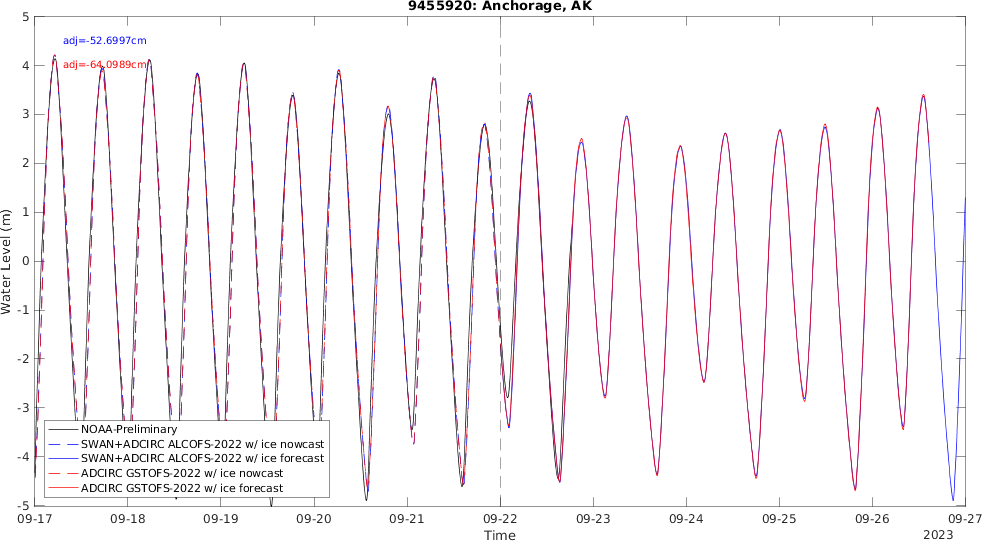 9455920: Anchorage, AK
adj=-52.6997cm
adj=-64.0989cm
5
4
3
2
1
0
-1
-2
-3
-4
-5
Water Level (m)
NOAA-Preliminary
SWAN+ADCIRC ALCOFS-2022 w/ ice nowcast
SWAN+ADCIRC ALCOFS-2022 w/ ice forecast
ADCIRC GSTOFS-2022 w/ ice nowcast
ADCIRC GSTOFS-2022 w/ ice forecast
09-17 09-18 09-19 09-20 09-21 09-22 09-23 09-24 09-25 09-26 09-27
Time
2023